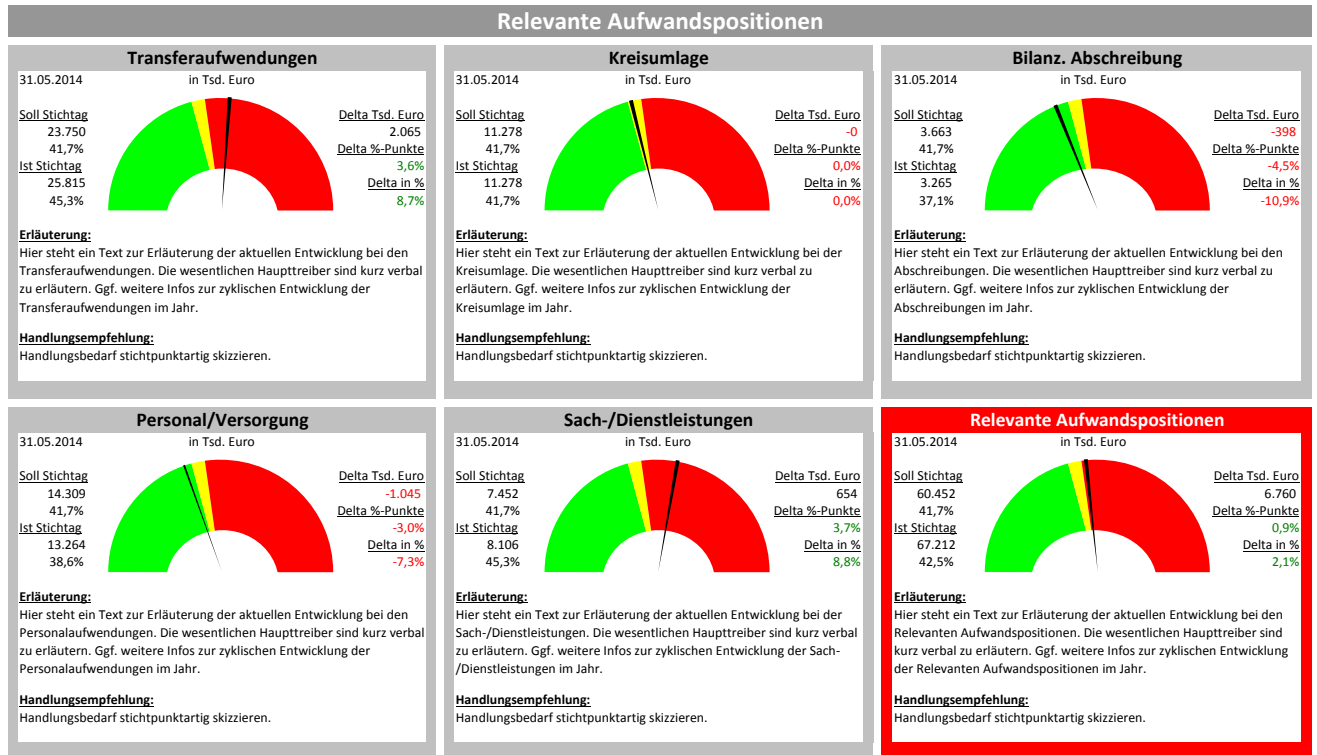 Relevante Aufwandspositionen
Transferaufwendungen
31.05.2014 in Tsd. Euro
Soll Stichtag Delta Tsd. Euro
23.750 2.065
41,7% Delta %-Punkte
Ist Stichtag 3,6%
25.815 Delta in %
45,3% 8,7%
Erläuterung:
Hier steht ein Text zur Erläuterung der aktuellen Entwicklung bei den
Transferaufwendungen. Die wesentlichen Haupttreiber sind kurz verbal
zu erläutern. Ggf. weitere Infos zur zyklischen Entwicklung der
Transferaufwendungen im Jahr.
Handlungsempfehlung:
Handlungsbedarf stichtpunktartig skizzieren.
Kreisumlage
31.05.2014 in Tsd. Euro
Soll Stichtag Delta Tsd. Euro
11.278 -0
41,7% Delta %-Punkte
Ist Stichtag 0,0%
11.278 Delta in %
41,7% 0,0%
Erläuterung:
Hier steht ein Text zur Erläuterung der aktuellen Entwicklung bei der
Kreisumlage. Die wesentlichen Haupttreiber sind kurz verbal zu
erläutern. Ggf. weitere Infos zur zyklischen Entwicklung der
Kreisumlage im Jahr.
Handlungsempfehlung:
Handlungsbedarf stichtpunktartig skizzieren.
Bilanz. Abschreibung
31.05.2014 in Tsd. Euro
Soll Stichtag Delta Tsd. Euro
3.663 -398
41,7% Delta %-Punkte
Ist Stichtag -4,5%
3.265 Delta in %
37,1% -10,9%
Erläuterung:
Hier steht ein Text zur Erläuterung der aktuellen Entwicklung bei den
Abschreibungen. Die wesentlichen Haupttreiber sind kurz verbal zu
erläutern. Ggf. weitere Infos zur zyklischen Entwicklung der
Abschreibungen im Jahr.
Handlungsempfehlung:
Handlungsbedarf stichtpunktartig skizzieren.
Personal/Versorgung
31.05.2014 in Tsd. Euro
Soll Stichtag Delta Tsd. Euro
14.309 -1.045
41,7% Delta %-Punkte
Ist Stichtag -3,0%
13.264 Delta in %
38,6% -7,3%
Erläuterung:
Hier steht ein Text zur Erläuterung der aktuellen Entwicklung bei den
Personalaufwendungen. Die wesentlichen Haupttreiber sind kurz verbal
zu erläutern. Ggf. weitere Infos zur zyklischen Entwicklung der
Personalaufwendungen im Jahr.
Handlungsempfehlung:
Handlungsbedarf stichtpunktartig skizzieren.
Sach-/Dienstleistungen
31.05.2014 in Tsd. Euro
Soll Stichtag Delta Tsd. Euro
7.452 654
41,7% Delta %-Punkte
Ist Stichtag 3,7%
8.106 Delta in %
45,3% 8,8%
Erläuterung:
Hier steht ein Text zur Erläuterung der aktuellen Entwicklung bei der
Sach-/Dienstleistungen. Die wesentlichen Haupttreiber sind kurz verbal
zu erläutern. Ggf. weitere Infos zur zyklischen Entwicklung der Sach-
/Dienstleistungen im Jahr.
Handlungsempfehlung:
Handlungsbedarf stichtpunktartig skizzieren.
Relevante Aufwandspositionen
31.05.2014 in Tsd. Euro
Soll Stichtag Delta Tsd. Euro
60.452 6.760
41,7% Delta %-Punkte
Ist Stichtag 0,9%
67.212 Delta in %
42,5% 2,1%
Erläuterung:
Hier steht ein Text zur Erläuterung der aktuellen Entwicklung bei den
Relevanten Aufwandspositionen. Die wesentlichen Haupttreiber sind
kurz verbal zu erläutern. Ggf. weitere Infos zur zyklischen Entwicklung
der Relevanten Aufwandspositionen im Jahr.
Handlungsempfehlung:
Handlungsbedarf stichtpunktartig skizzieren.